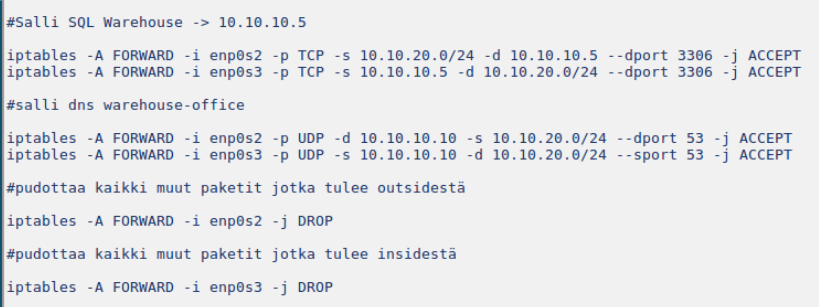 #Salli SQL Warehouse -> 10.10.10.5
iptables -A FORWARD -i enp0s2 -p TCP -s 10.10.20.0/24 -d 10.10.10.5 --dport 3306 -j ACCEPT
iptables -A FORWARD -i enp0s3 -p TCP -s 10.10.10.5 -d 10.10.20.0/24 --dport 3306 -j ACCEPT
#salli dns warehouse-office
iptables -A FORWARD -i enp0s2 -p UDP -d 10.10.10.10 -s 10.10.20.0/24 --dport 53 -j ACCEPT
iptables -A FORWARD -i enp0s3 -p UDP -s 10.10.10.10 -d 10.10.20.0/24 --sport 53 -j ACCEPT
#pudottaa kaikki muut paketit jotka tulee outsidestä
iptables -A FORWARD -i enp0s2 -j DROP
#pudottaa kaikki muut paketit jotka tulee insidestä
iptables -A FORWARD -i enp0s3 -j DROP